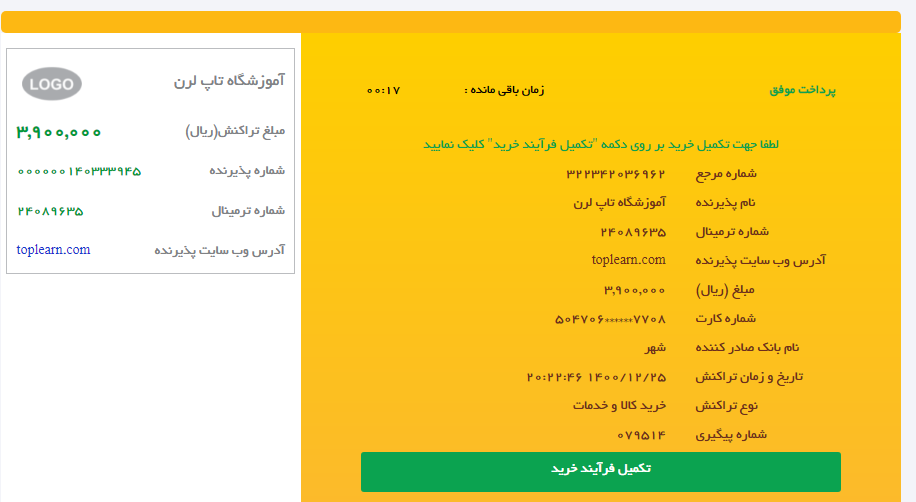 پرداخت موفق زمان باقی مانده : ۰۰:۱۷
لطفا جهت تکمیل خرید بر روی دکمه "تکمیل فرآیند خرید" کلیک نمایید
شماره مرجع ۳۲۲۳۴۲۰۳۶۹۶۲
نام پذیرنده آموزشگاه تاپ لرن
شماره ترمینال ۲۴۰۸۹۶۳۵
آدرس وب سایت پذیرنده toplearn.com
مبلغ (ریال) ۳,۹۰۰,۰۰۰
شماره کارت ۵۰۴۷۰۶******۷۷۰۸
نام بانک صادر کننده شهر
تاریخ و زمان تراکنش ۱۴۰۰/۱۲/۲۵ ۲۰:۲۲:۴۶
نوع تراکنش خرید کالا و خدمات
شماره پیگیری ۰۷۹۵۱۴
تکمیل فرآیند خرید
آموزشگاه تاپ لرن LOGO
مبلغ تراکنش(ریال) ۳,۹۰۰,۰۰۰
شماره پذیرنده ۰۰۰۰۰۰۱۴۰۳۳۳۹۴۵
شماره ترمینال ۲۴۰۸۹۶۳۵
آدرس وب سایت پذیرنده toplearn.com